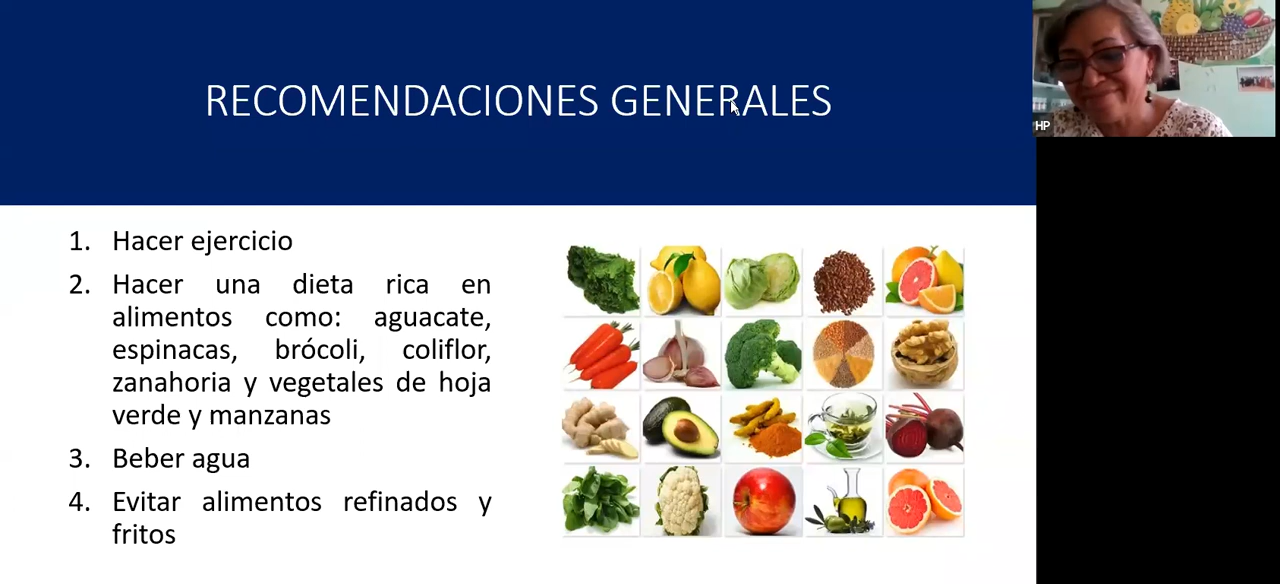 RECOMENDACIONES GENERALES
HP
1. Hacer ejercicio
2. Hacer una dieta rica en
alimentos como: aguacate,
espinacas, brócoli, coliflor,
zanahoria y vegetales de hoja
verde y manzanas
3. Beber agua
4. Evitar alimentos refinados y
fritos